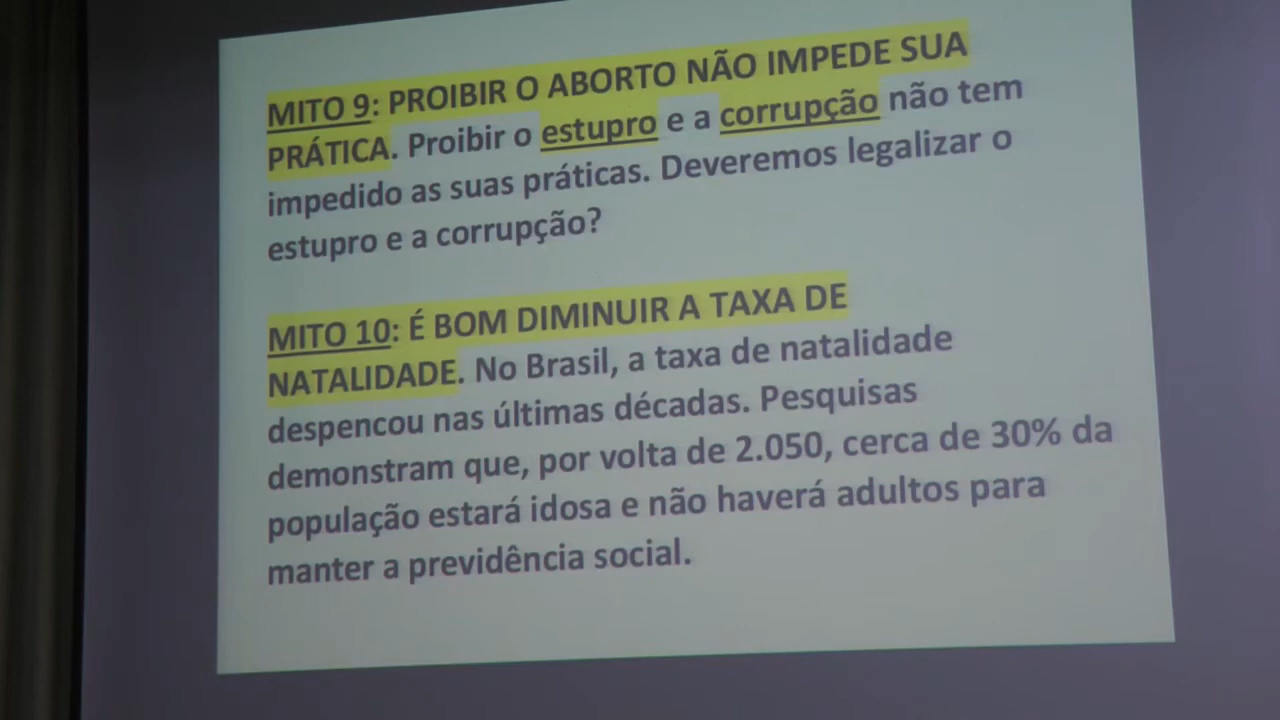 MITO 9: PROIBIR O ABORTO NÃO IMPEDE SUA
PRÁTICA. Proibir o estupro e a corrupção não tem
impedido as suas práticas. Deveremos legalizar o
estupro e a corrupção?
MITO 10: É BOM DIMINUIR A TAXA DE
NATALIDADE. No Brasil, a taxa de natalidade
despencou nas últimas décadas. Pesquisas
demonstram que, por volta de 2.050, cerca de 30% da
população estará idosa e não haverá adultos para
manter a previdência social.